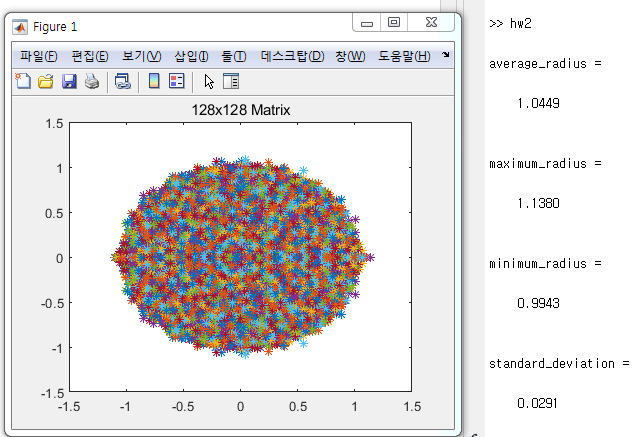 Figure 1
파일(F) 편집(E) 보기(V) 삽입(I) 툴(T) 데스크탑(D) 창(W) 도움말(H)
128x128 Matrix
1.5
1
0.5
0
-0.5
-1
-1.5
-1.5 -1 -0.5 0 0.5 1 1.5
>> hw2
average_radius =
1.0449
maximum_radius =
1.1380
minimum_radius =
0.9943
standard_deviation =
0.0291